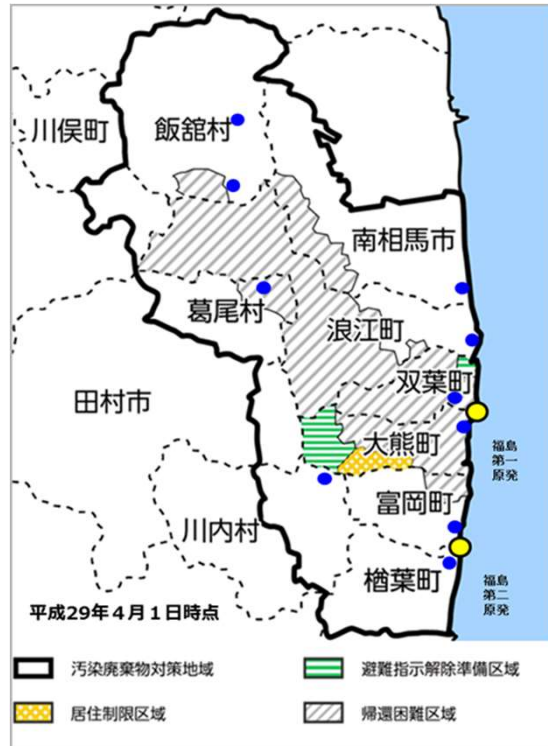 川俣町
飯舘村
南相馬市
葛尾村
浪江町
双葉町
田村市
大熊町
福島
第一
原発
富岡町
川内村
楢葉町
福島
第二
原発
平成29年4月1日時点
汚染廃棄物対策地域
避難指示解除準備区域
居住制限区域
帰還困難区域